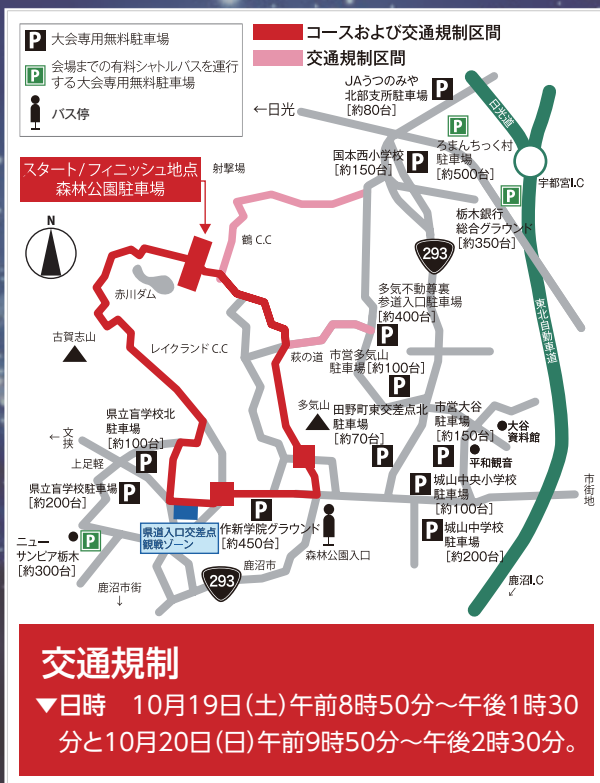 P 大会専用無料駐車場
P 会場までの有料シャトルバスを運行
する大会専用無料駐車場
バス停
コースおよび交通規制区間
交通規制区間
JAうつのみや
北部支所駐車場
[約80台]
P
←日光
日光道
P
ろまんちっく村
駐車場
[約500台]
宇都宮I.C
国本西小学校
[約150台]
P
P
栃木銀行
総合グラウンド
[約350台]
スタート/フィニッシュ地点
森林公園駐車場
射撃場
N
鶴 C.C
293
赤川ダム
多気不動尊裏
参道入口駐車場
[約400台]
P
東北自動車道
古賀志山
レイクランド C.C
萩の道
市営多気山
駐車場
[約100台]
P
多気山
田野町東交差点北
駐車場
[約70台]
P
市営大谷
駐車場
[約150台]
P
大谷
資料館
平和観音
←文挟
県立盲学校北
駐車場
[約100台]
P
上足軽
県立盲学校駐車場
[約200台]
P
P 城山中央小学校
駐車場
[約100台]
市街地
→
県道入口交差点
観戦ゾーン
P
作新学院グラウンド
[約450台]
森林公園入口
P 城山中学校
駐車場
[約200台]
ニュー
サンピア栃木
[約300台]
P
鹿沼市
293
鹿沼市街
↓
鹿沼I.C
↙
交通規制
▼日時 10月19日(土)午前8時50分〜午後1時30
分と10月20日(日)午前9時50分〜午後2時30分。